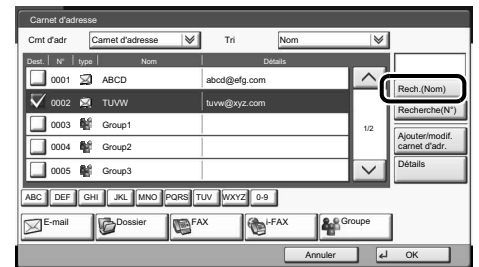 Carnet d'adresse
Crnt d'adr Carnet d'adresse Tri Nom
Dest. N° type Nom Détails
0001 ABCD abcd@efg.com
0002 TUVW tuvw@xyz.com
0003 Group1
0004 Group2
0005 Group3
1/2
Rech.(Nom)
Recherche(N°)
Ajouter/modif.
carnet d'adr.
Détails
ABC DEF GHI JKL MNO PQRS TUV WXYZ 0-9
E-mail Dossier FAX i-FAX Groupe
Annuler OK